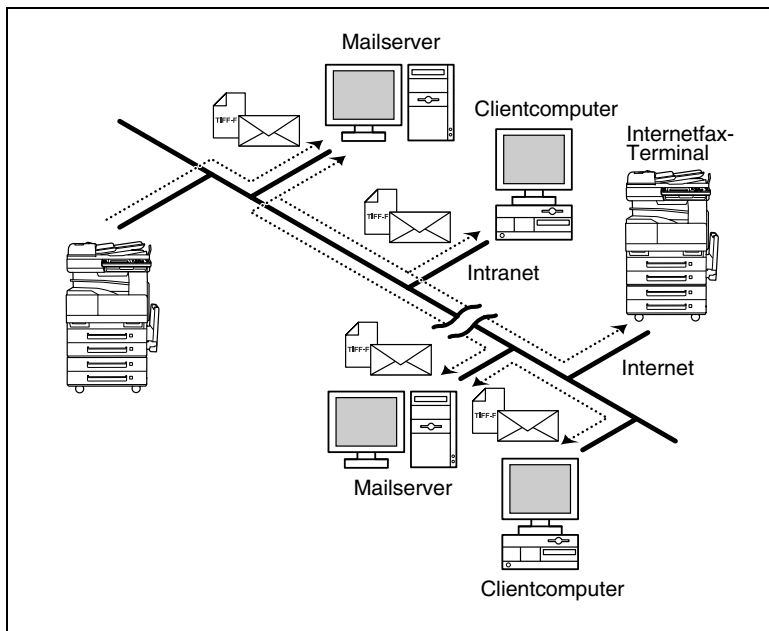 Mailserver
Clientcomputer
Internetfax-
Terminal
TIFF-F
TIFF-F
Intranet
TIFF-F
Internet
TIFF-F
Mailserver
Clientcomputer